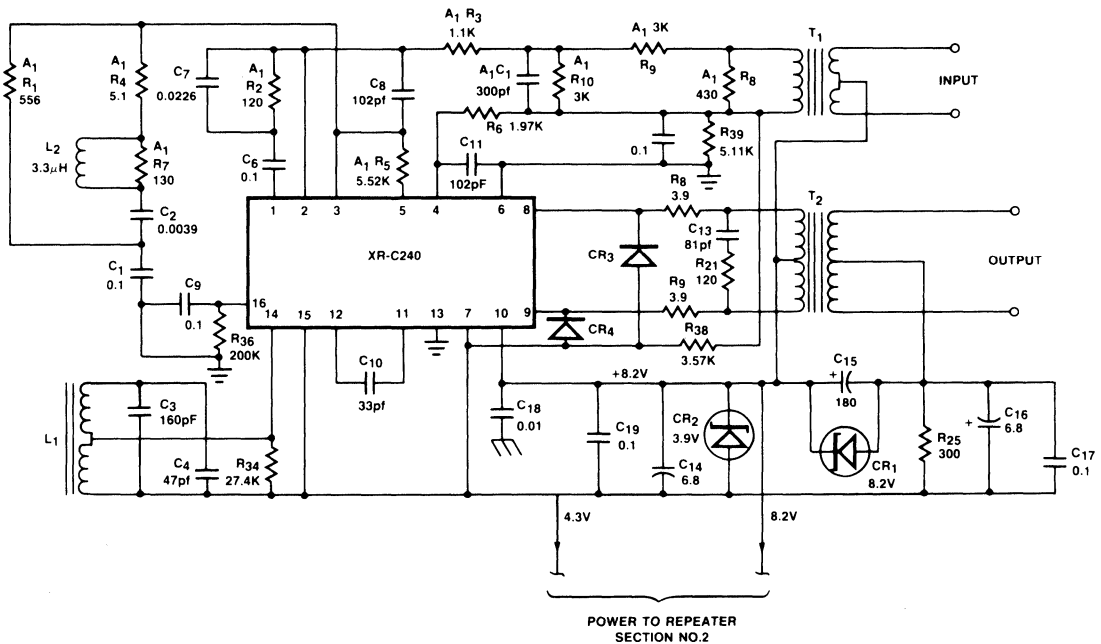 A1
R1
556
A1
R4
5.1
C7
0.0226
A1
R2
120
C8
102pf
A1 R3
1.1K
A1 C1
300pf
A1
R10
3K
A1 3K
R9
A1 R8
430
T1
INPUT
L2
3.3μH
A1
R7
130
C6
0.1
A1 R5
5.52K
R6 1.97K
C11
102pF
0.1
R39
5.11K
C2
0.0039
1 2 3 5 4 6 8
XR-C240
R8
3.9
C13
81pf
R21
120
T2
OUTPUT
CR3
C1
0.1
C9
0.1
R36
200K
16
14 15 12 11 13 7 10 9
CR4
R9
3.9
R38
3.57K
C10
33pf
+8.2V
L1
C3
160pF
C4
47pf
R34
27.4K
C18
0.01
C19
0.1
C14
6.8
CR2
3.9V
C15
+
180
CR1
8.2V
R25
300
+
C16
6.8
C17
0.1
4.3V
8.2V
POWER TO REPEATER
SECTION NO.2